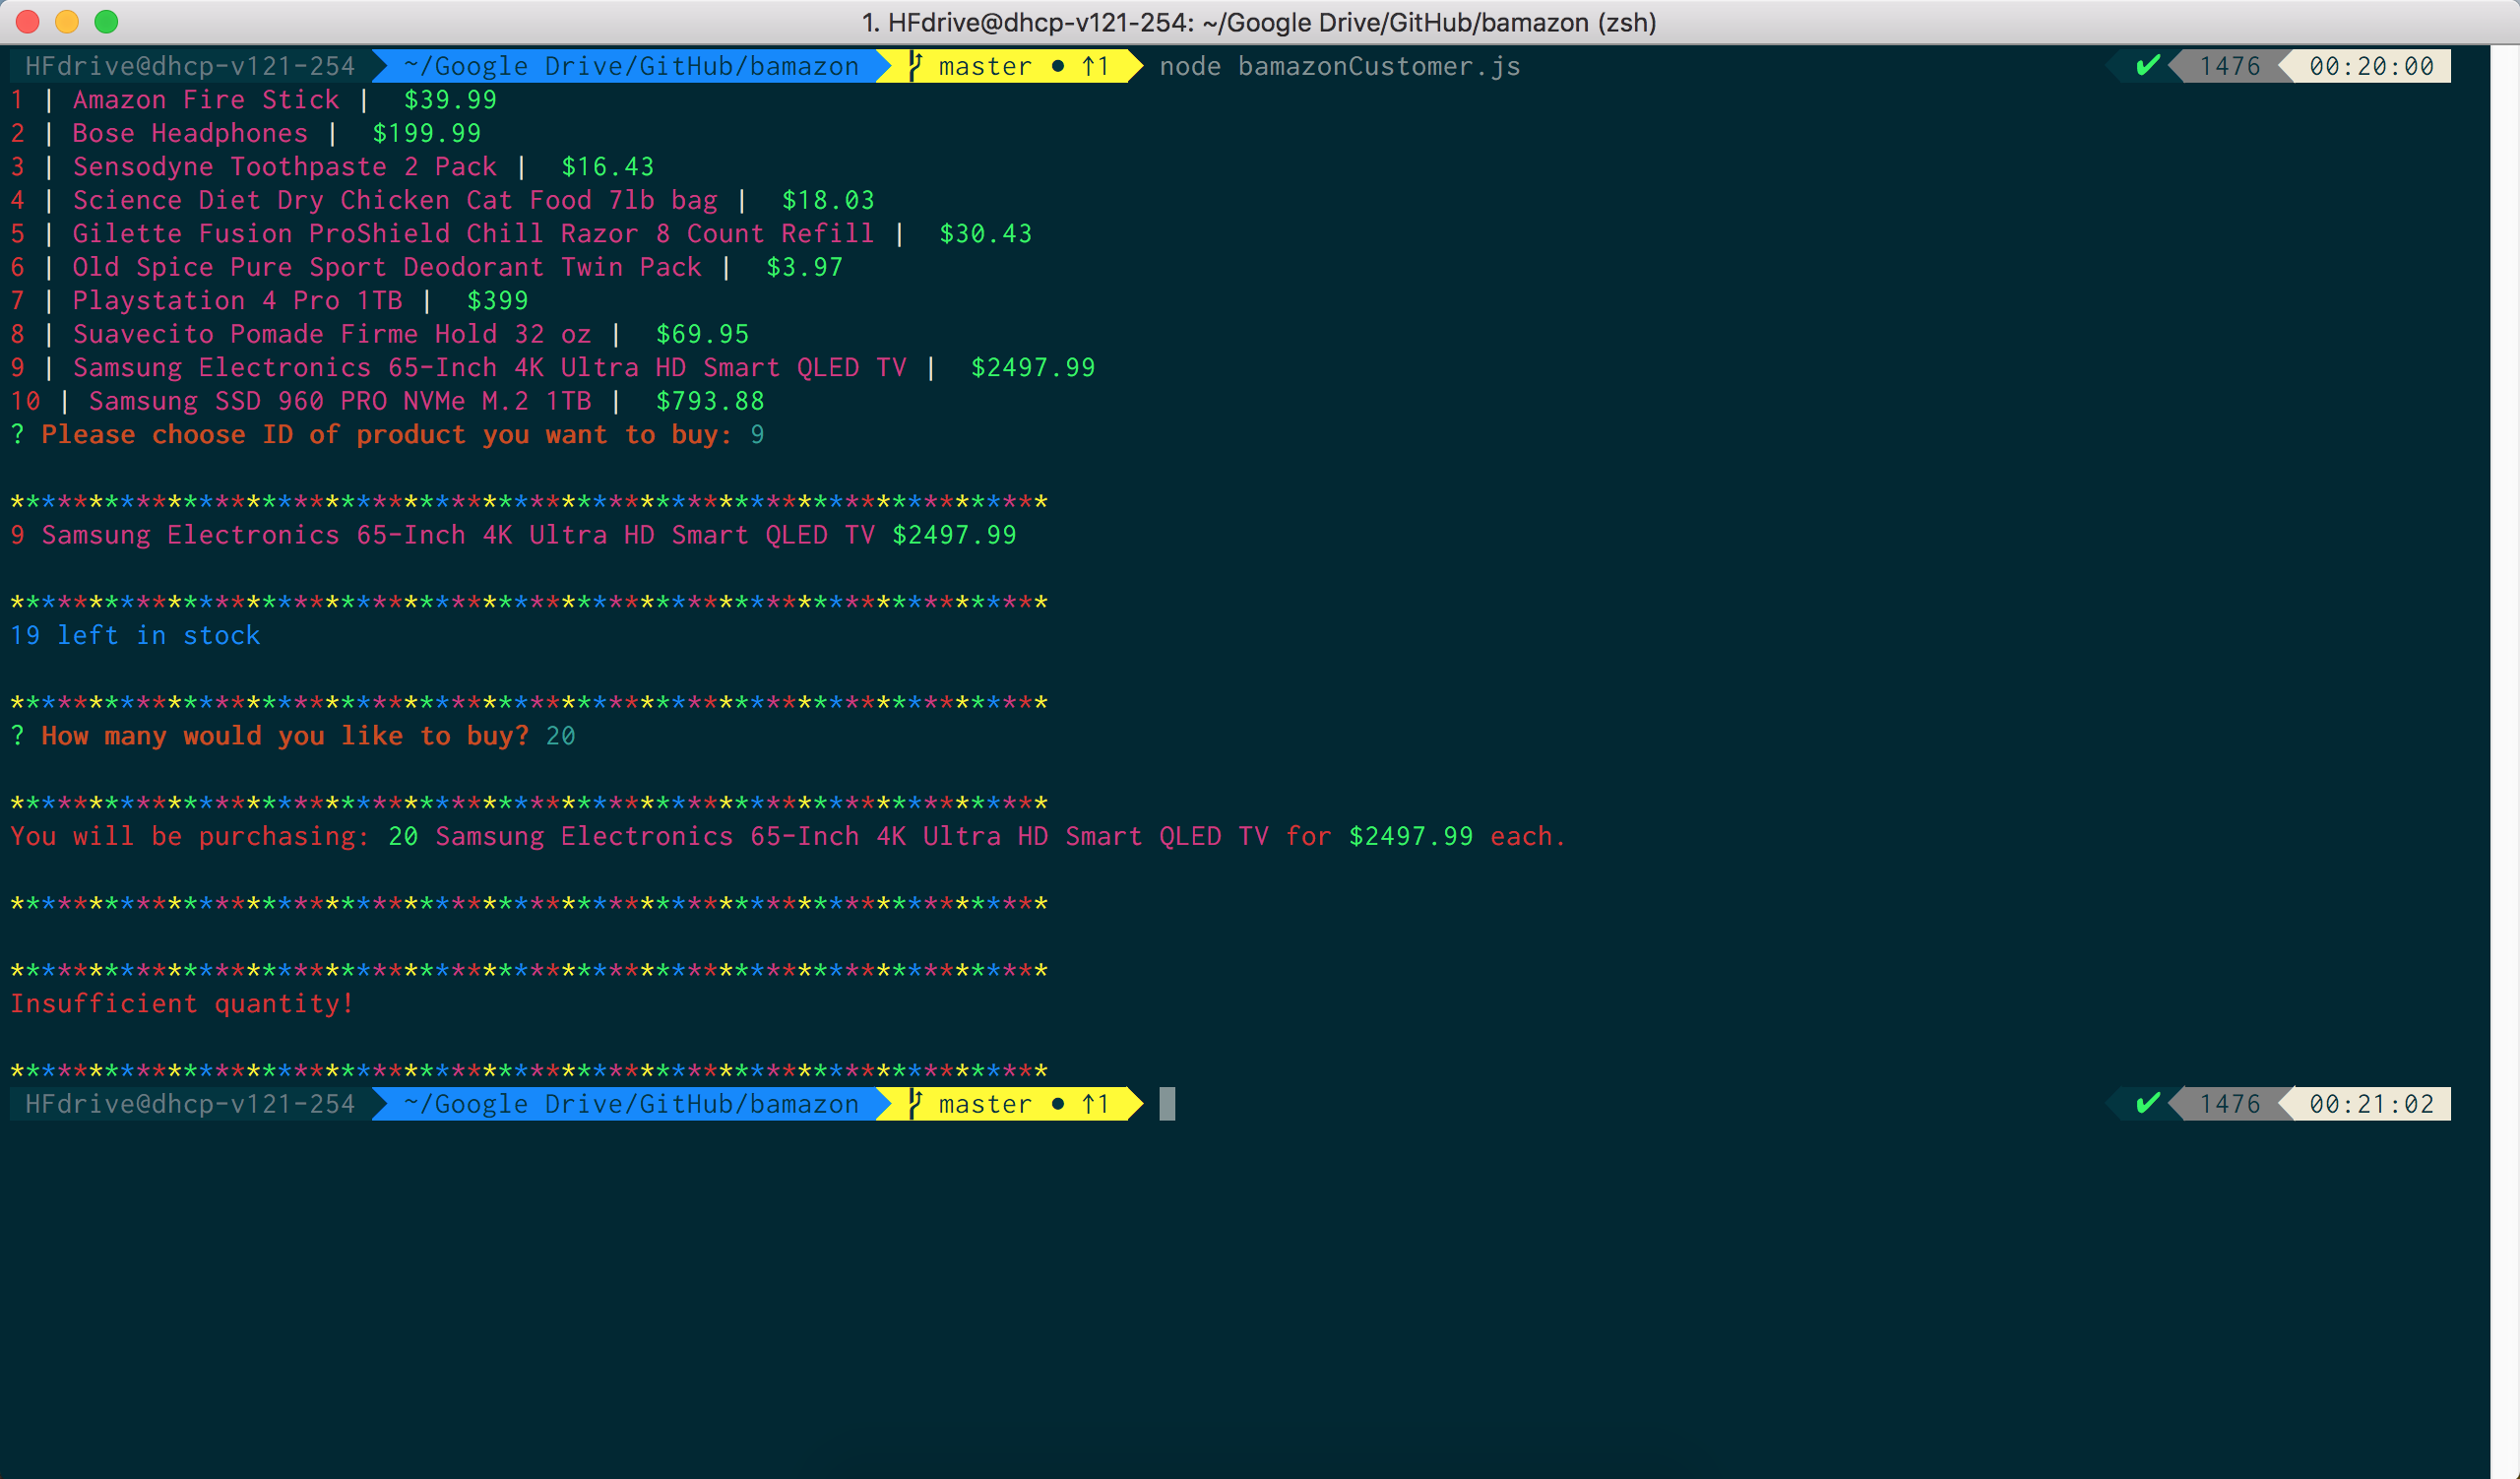 1. HFdrive@dhcp-v121-254: ~/Google Drive/GitHub/bamazon (zsh)
HFdrive@dhcp-v121-254 ~/Google Drive/GitHub/bamazon master ● ↑1 node bamazonCustomer.js ✔ 1476 00:20:00
1 | Amazon Fire Stick | $39.99
2 | Bose Headphones | $199.99
3 | Sensodyne Toothpaste 2 Pack | $16.43
4 | Science Diet Dry Chicken Cat Food 7lb bag | $18.03
5 | Gilette Fusion ProShield Chill Razor 8 Count Refill | $30.43
6 | Old Spice Pure Sport Deodorant Twin Pack | $3.97
7 | Playstation 4 Pro 1TB | $399
8 | Suavecito Pomade Firme Hold 32 oz | $69.95
9 | Samsung Electronics 65-Inch 4K Ultra HD Smart QLED TV | $2497.99
10 | Samsung SSD 960 PRO NVMe M.2 1TB | $793.88
? Please choose ID of product you want to buy: 9
******************************************************************
9 Samsung Electronics 65-Inch 4K Ultra HD Smart QLED TV $2497.99
******************************************************************
19 left in stock
******************************************************************
? How many would you like to buy? 20
******************************************************************
You will be purchasing: 20 Samsung Electronics 65-Inch 4K Ultra HD Smart QLED TV for $2497.99 each.
******************************************************************
******************************************************************
Insufficient quantity!
******************************************************************
HFdrive@dhcp-v121-254 ~/Google Drive/GitHub/bamazon master ● ↑1 ✔ 1476 00:21:02